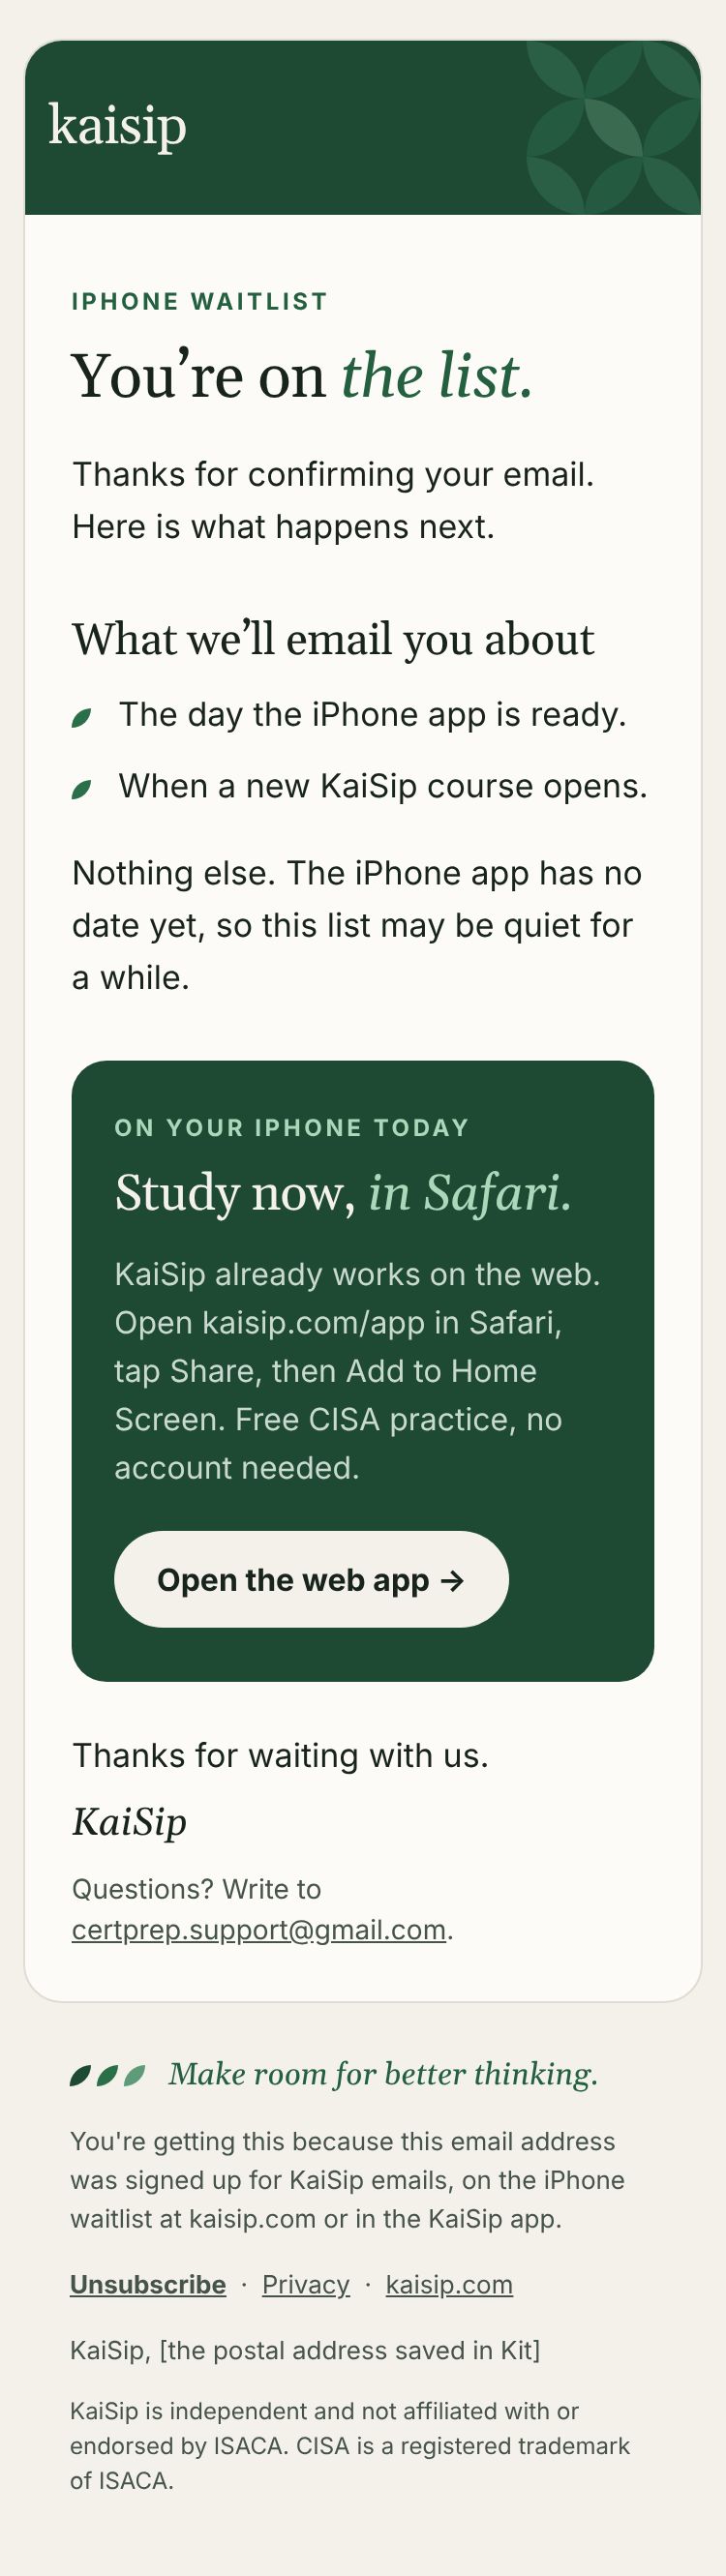 kaisip
IPHONE WAITLIST
You’re on the list.
Thanks for confirming your email.
Here is what happens next.
What we’ll email you about
The day the iPhone app is ready.
When a new KaiSip course opens.
Nothing else. The iPhone app has no
date yet, so this list may be quiet for
a while.
ON YOUR IPHONE TODAY
Study now, in Safari.
KaiSip already works on the web.
Open kaisip.com/app in Safari,
tap Share, then Add to Home
Screen. Free CISA practice, no
account needed.
Open the web app →
Thanks for waiting with us.
KaiSip
Questions? Write to
certprep.support@gmail.com.
Make room for better thinking.
You're getting this because this email address
was signed up for KaiSip emails, on the iPhone
waitlist at kaisip.com or in the KaiSip app.
Unsubscribe · Privacy · kaisip.com
KaiSip, [the postal address saved in Kit]
KaiSip is independent and not affiliated with or
endorsed by ISACA. CISA is a registered trademark
of ISACA.